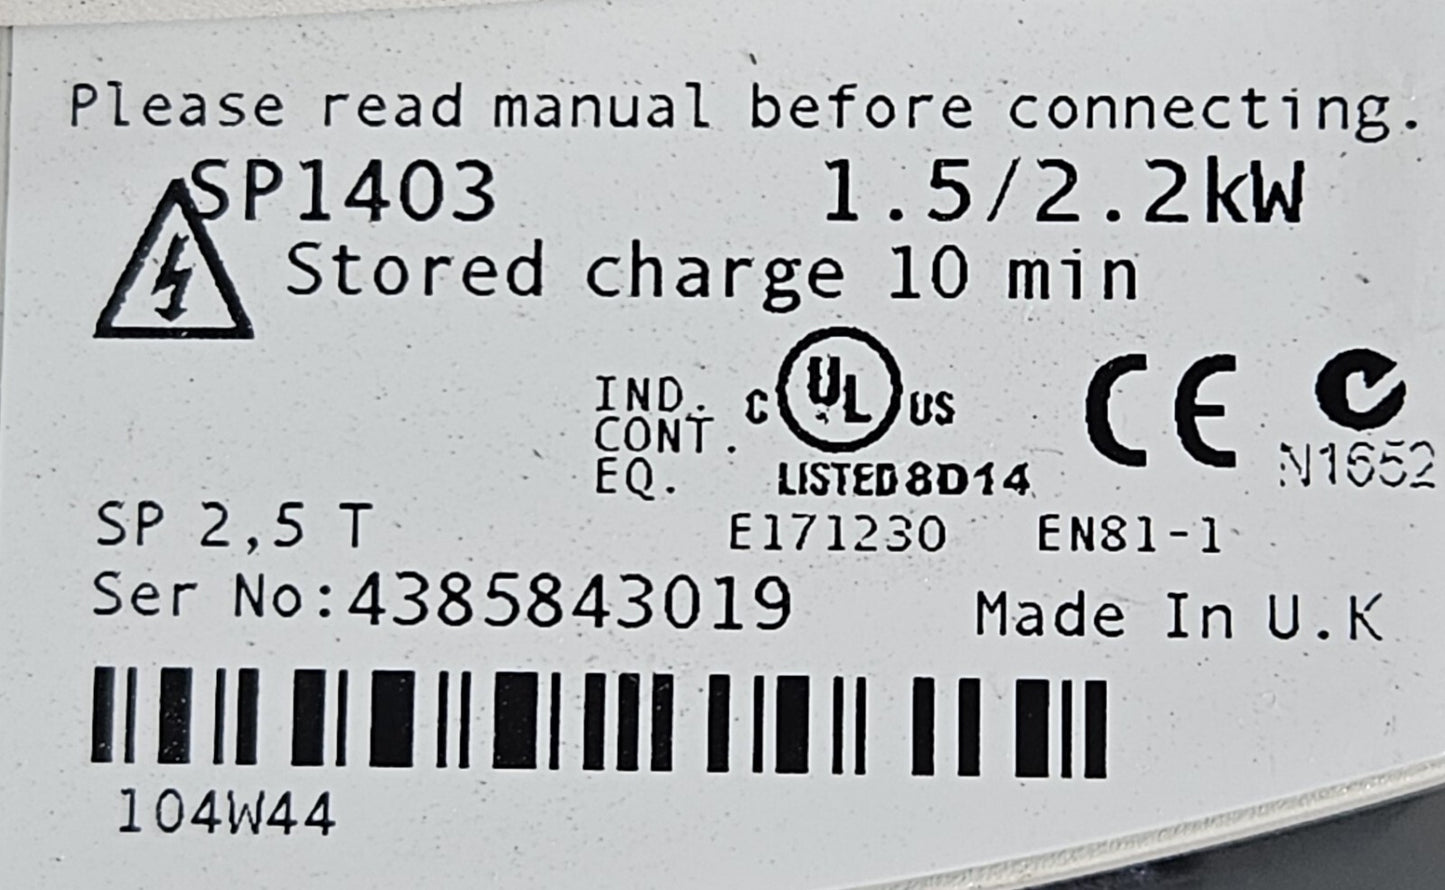 Please read manual before connecting.
SP1403 1.5/2.2kW
Stored charge 10 min
IND.
CONT.
EQ.
C UL US
LISTED 8D14
CE
N1652
SP 2,5 T E171230 EN81-1
Ser No:4385843019 Made In U.K
104W44